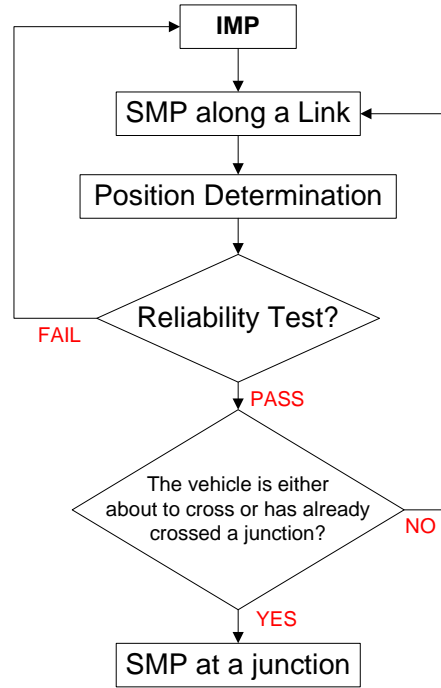 IMP
SMP along a Link
Position Determination
Reliability Test?
FAIL
PASS
The vehicle is either
about to cross or has already
crossed a junction?
NO
YES
SMP at a junction